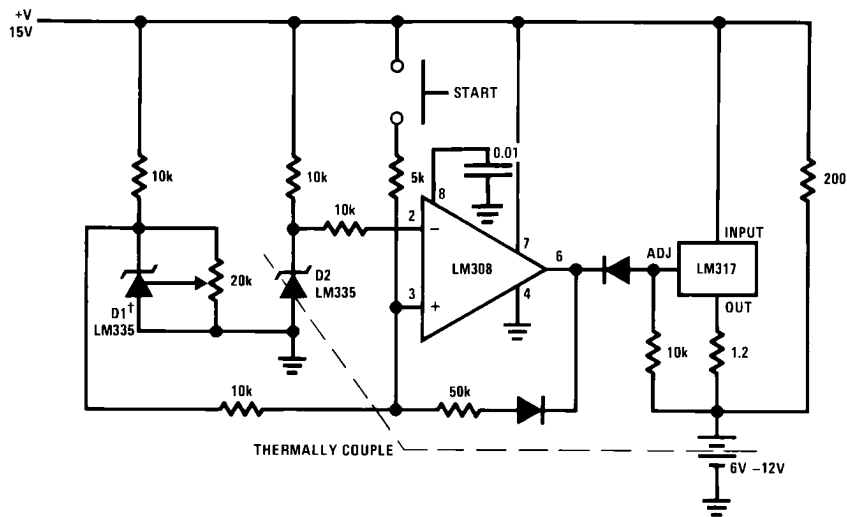 +V
15V
START
10k
10k
5k
0.01
8
200
10k
2
−
7
INPUT
6
ADJ
LM317
LM308
20k
D2
LM335
D1†
LM335
3
+
4
OUT
10k
1.2
10k
50k
THERMALLY COUPLE
6V −12V